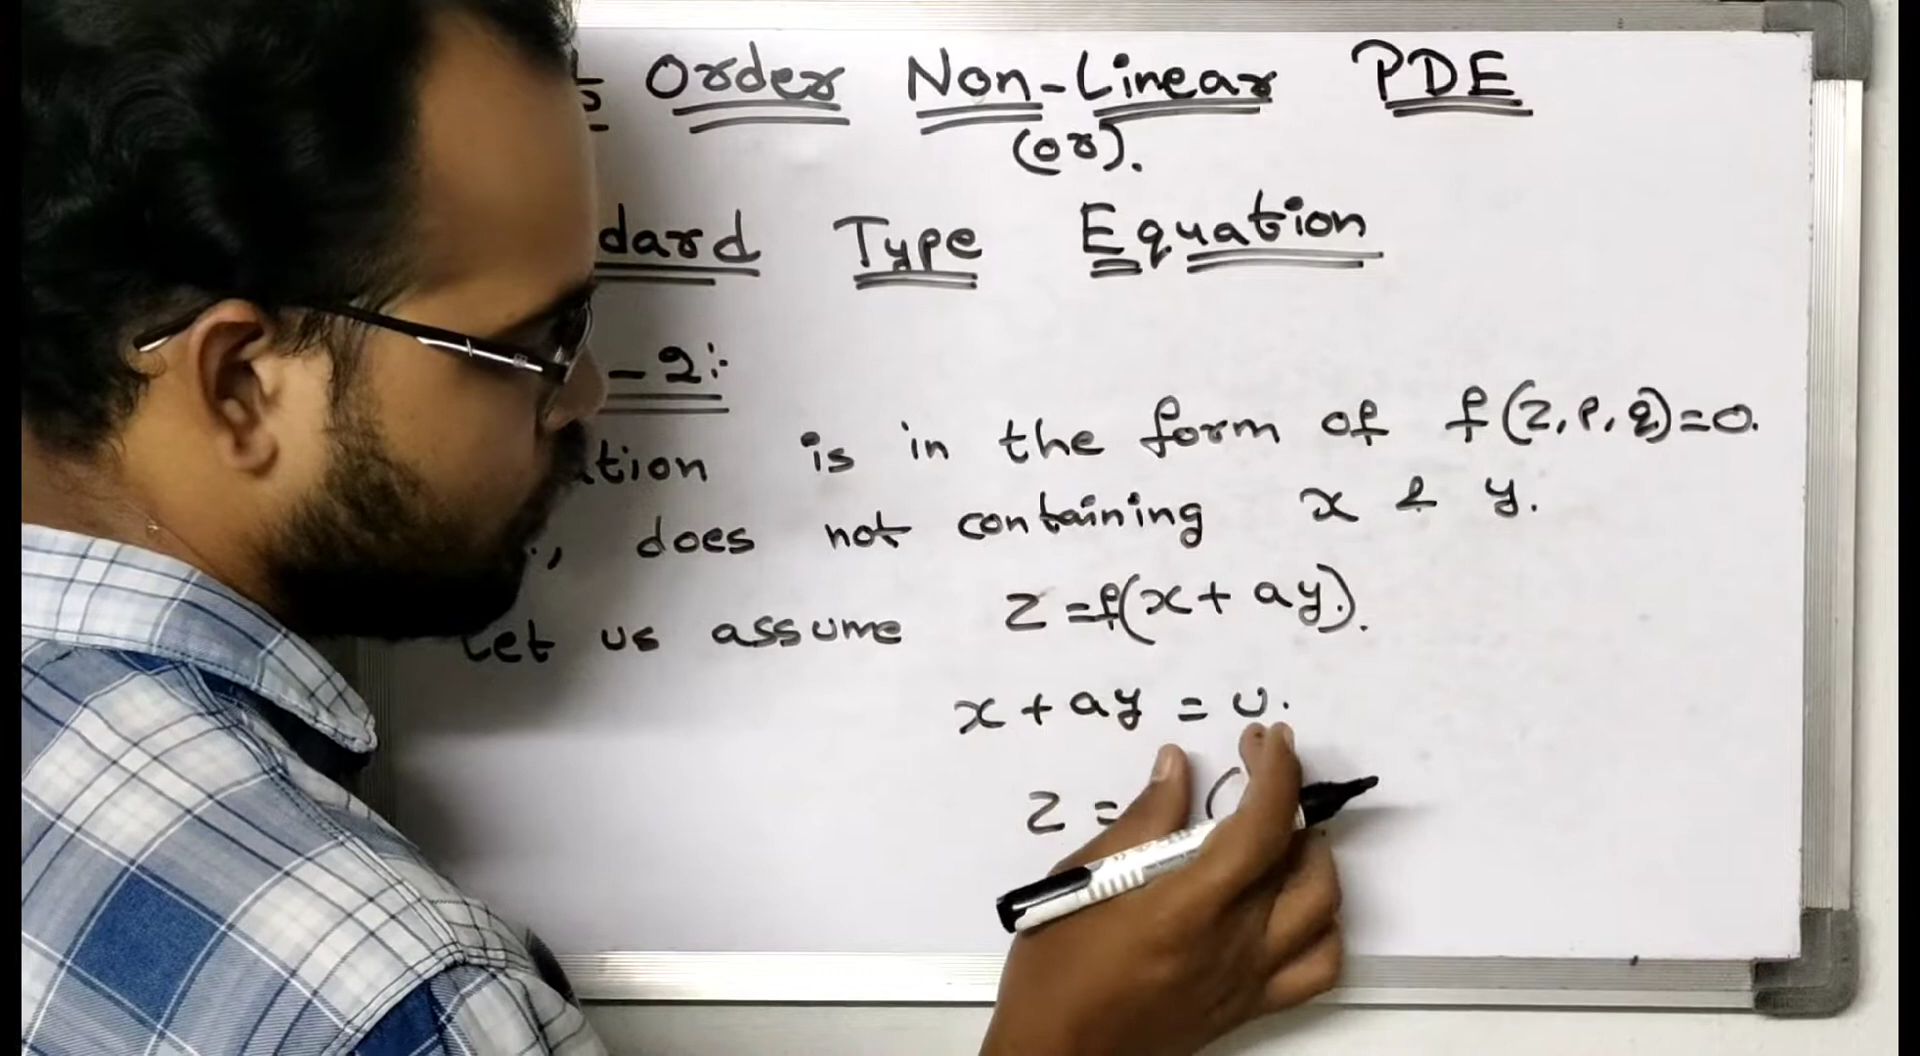 Order Non-Linear PDE
(or).
dard Type Equation
-2:-
tion is in the form of f(z,p,q)=0.
., does not containing x & y.
Let us assume z=f(x+ay).
x+ay = u.
z = (